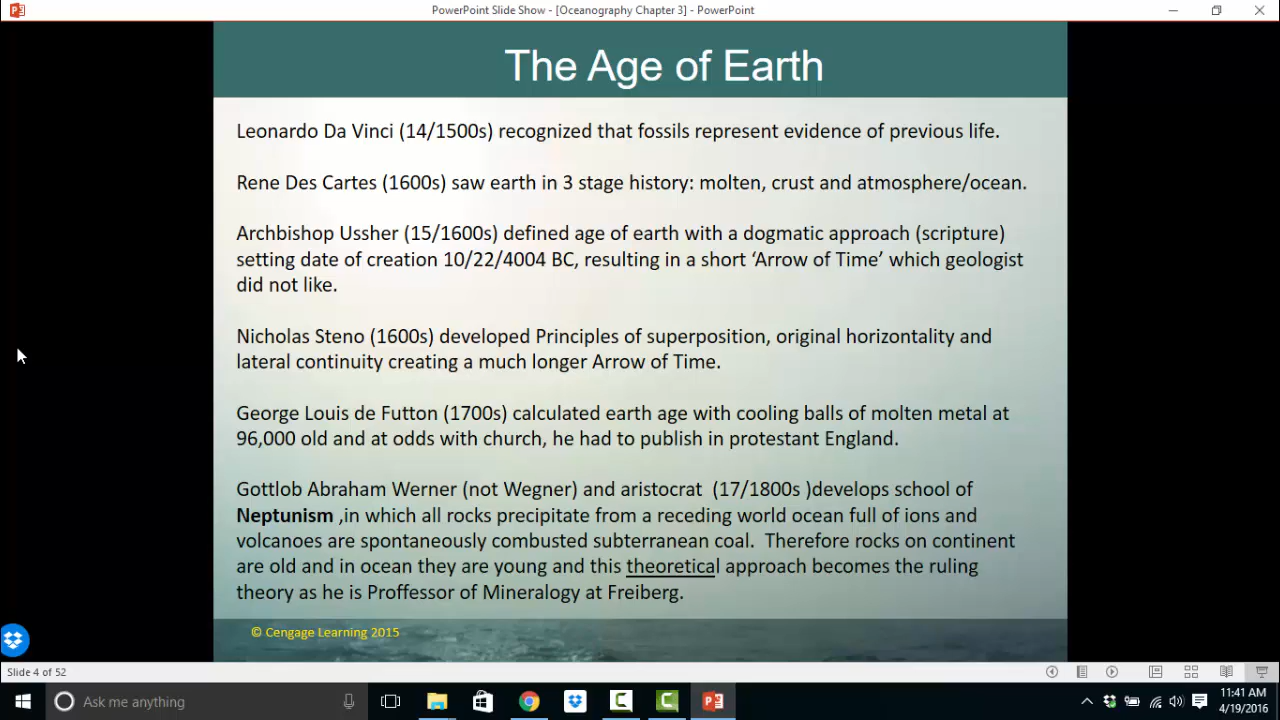 PowerPoint Slide Show - [Oceanography Chapter 3] - PowerPoint
The Age of Earth
Leonardo Da Vinci (14/1500s) recognized that fossils represent evidence of previous life.
Rene Des Cartes (1600s) saw earth in 3 stage history: molten, crust and atmosphere/ocean.
Archbishop Ussher (15/1600s) defined age of earth with a dogmatic approach (scripture)
setting date of creation 10/22/4004 BC, resulting in a short ‘Arrow of Time’ which geologist
did not like.
Nicholas Steno (1600s) developed Principles of superposition, original horizontality and
lateral continuity creating a much longer Arrow of Time.
George Louis de Futton (1700s) calculated earth age with cooling balls of molten metal at
96,000 old and at odds with church, he had to publish in protestant England.
Gottlob Abraham Werner (not Wegner) and aristocrat (17/1800s )develops school of
Neptunism ,in which all rocks precipitate from a receding world ocean full of ions and
volcanoes are spontaneously combusted subterranean coal. Therefore rocks on continent
are old and in ocean they are young and this theoretical approach becomes the ruling
theory as he is Proffessor of Mineralogy at Freiberg.
© Cengage Learning 2015
Slide 4 of 52
Ask me anything
11:41 AM
4/19/2016